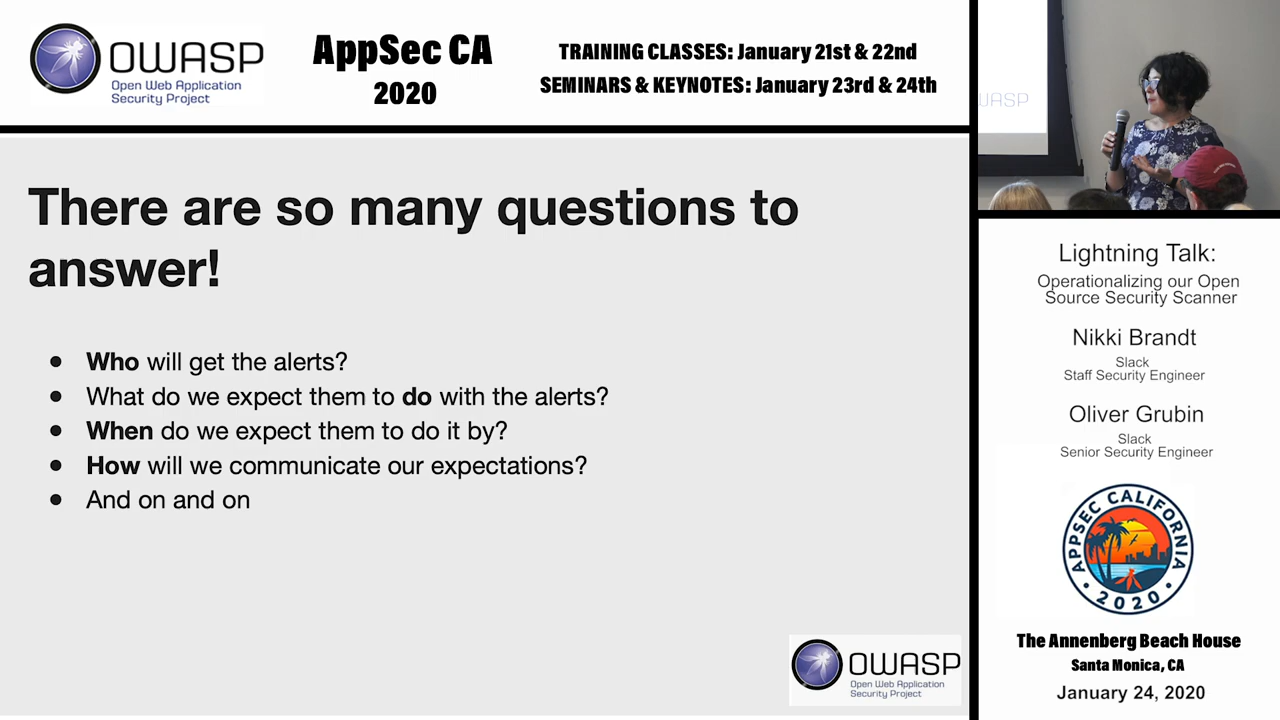 OWASP
Open Web Application
Security Project
AppSec CA
2020
TRAINING CLASSES: January 21st & 22nd
SEMINARS & KEYNOTES: January 23rd & 24th
There are so many questions to
answer!
● Who will get the alerts?
● What do we expect them to do with the alerts?
● When do we expect them to do it by?
● How will we communicate our expectations?
● And on and on
OWASP
Open Web Application
Security Project
WASP
Lightning Talk:
Operationalizing our Open
Source Security Scanner
Nikki Brandt
Slack
Staff Security Engineer
Oliver Grubin
Slack
Senior Security Engineer
APPSEC CALIFORNIA
• 2020 •
The Annenberg Beach House
Santa Monica, CA
January 24, 2020